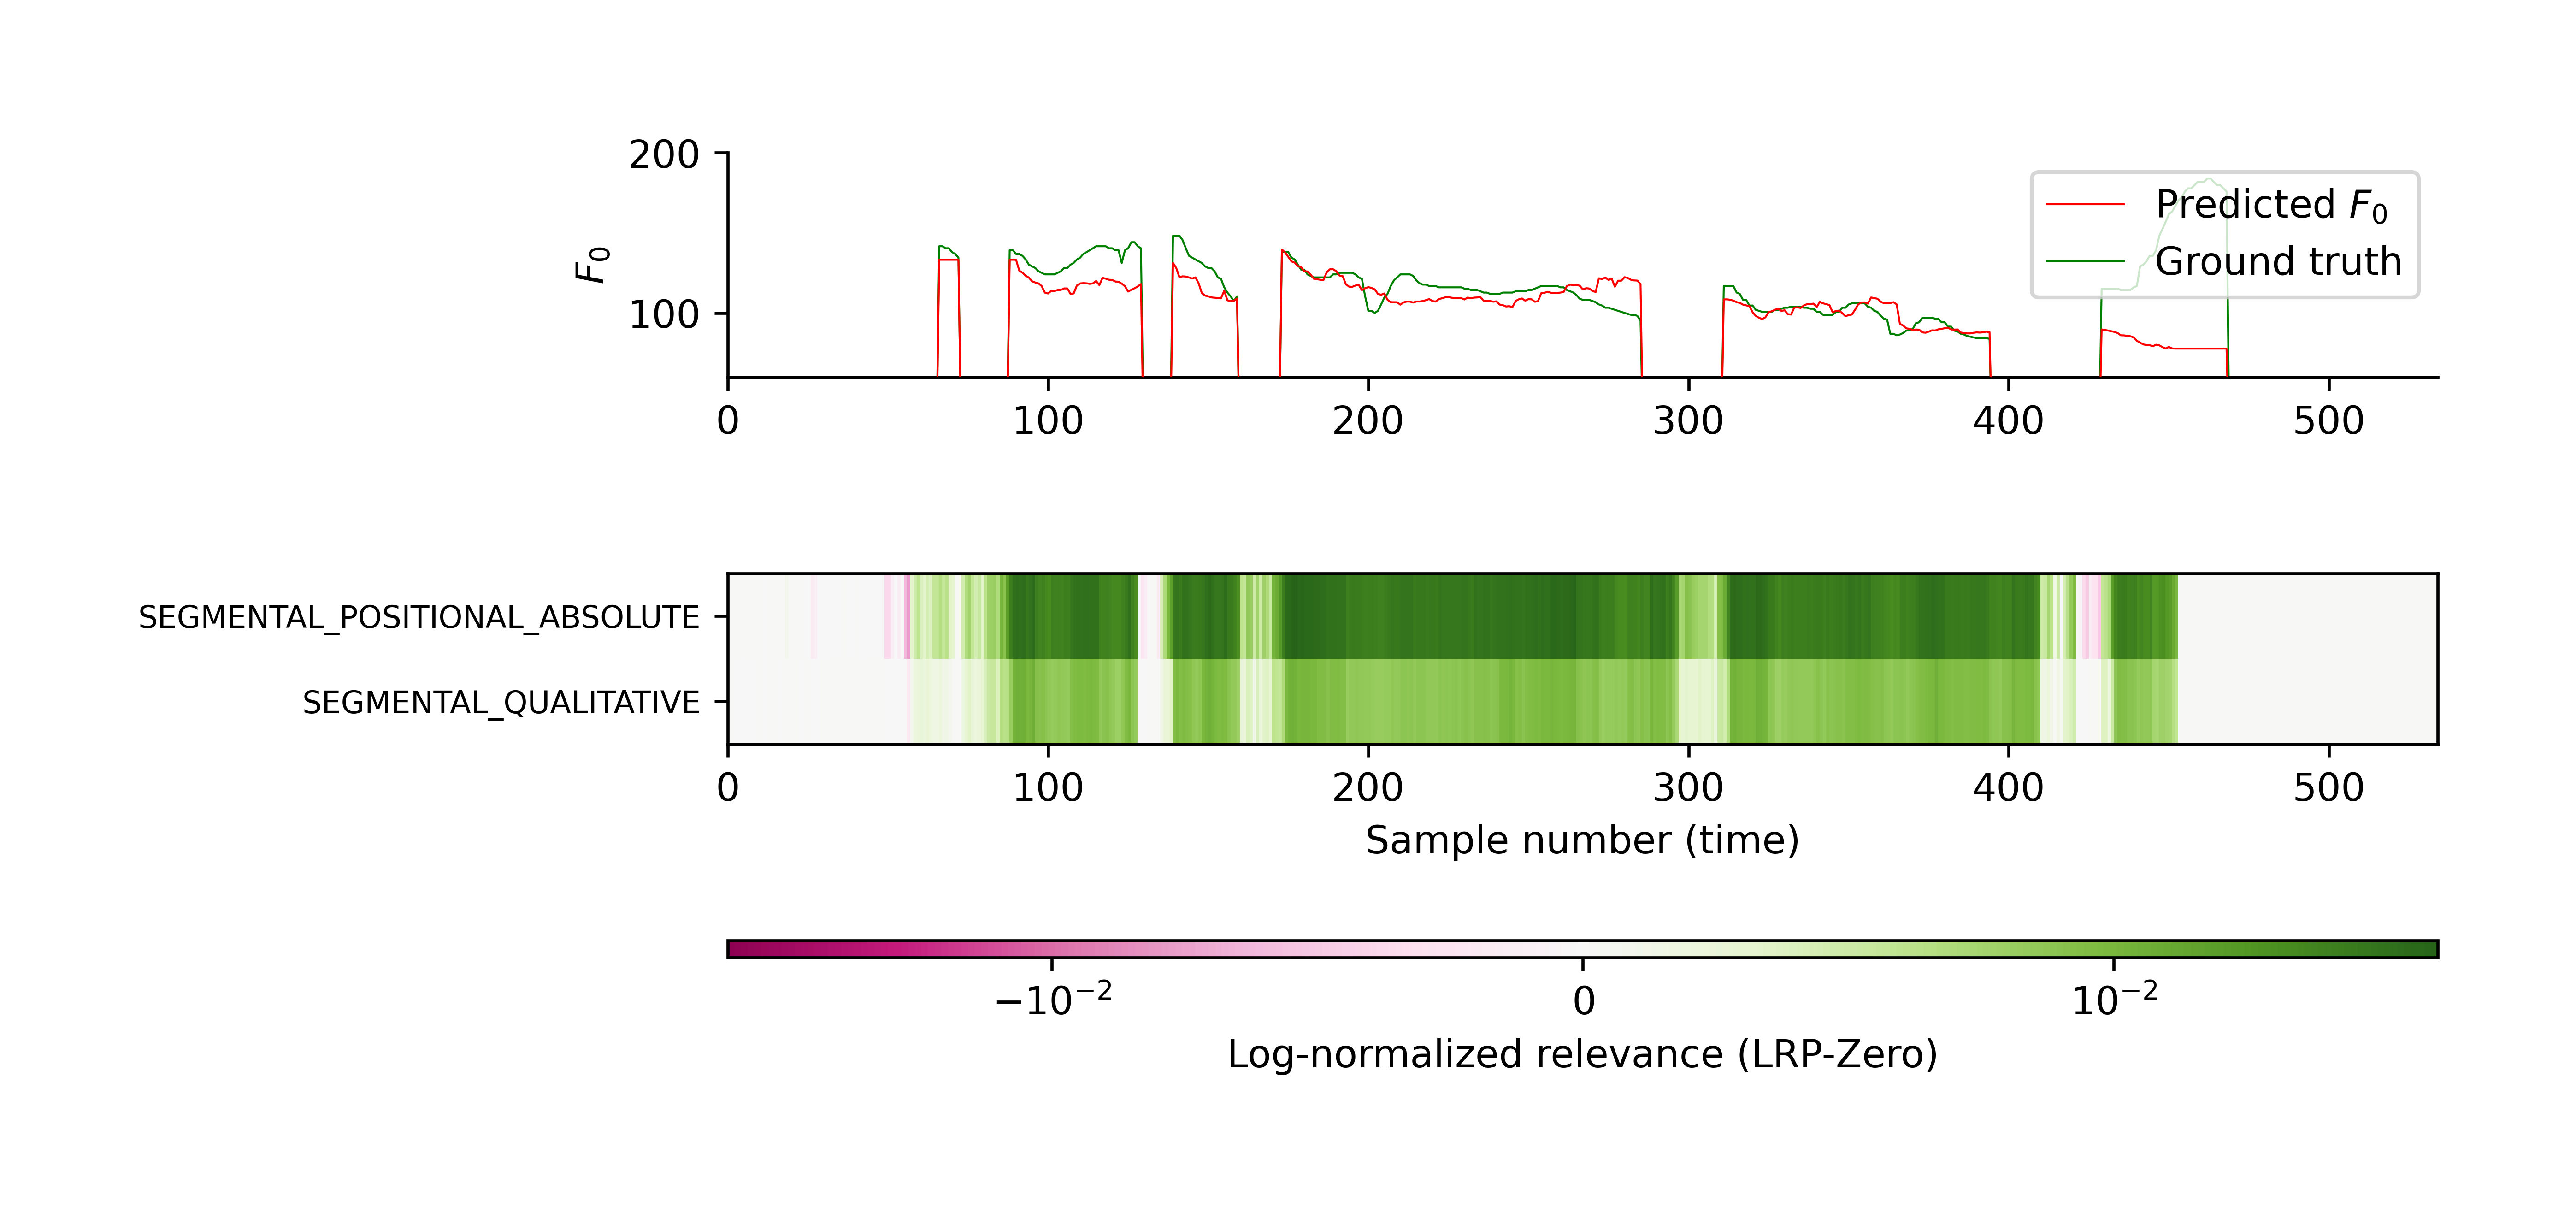 200
100
F₀
Predicted F₀
Ground truth
0 100 200 300 400 500
SEGMENTAL_POSITIONAL_ABSOLUTE
SEGMENTAL_QUALITATIVE
0 100 200 300 400 500
Sample number (time)
−10⁻² 0 10⁻²
Log-normalized relevance (LRP-Zero)